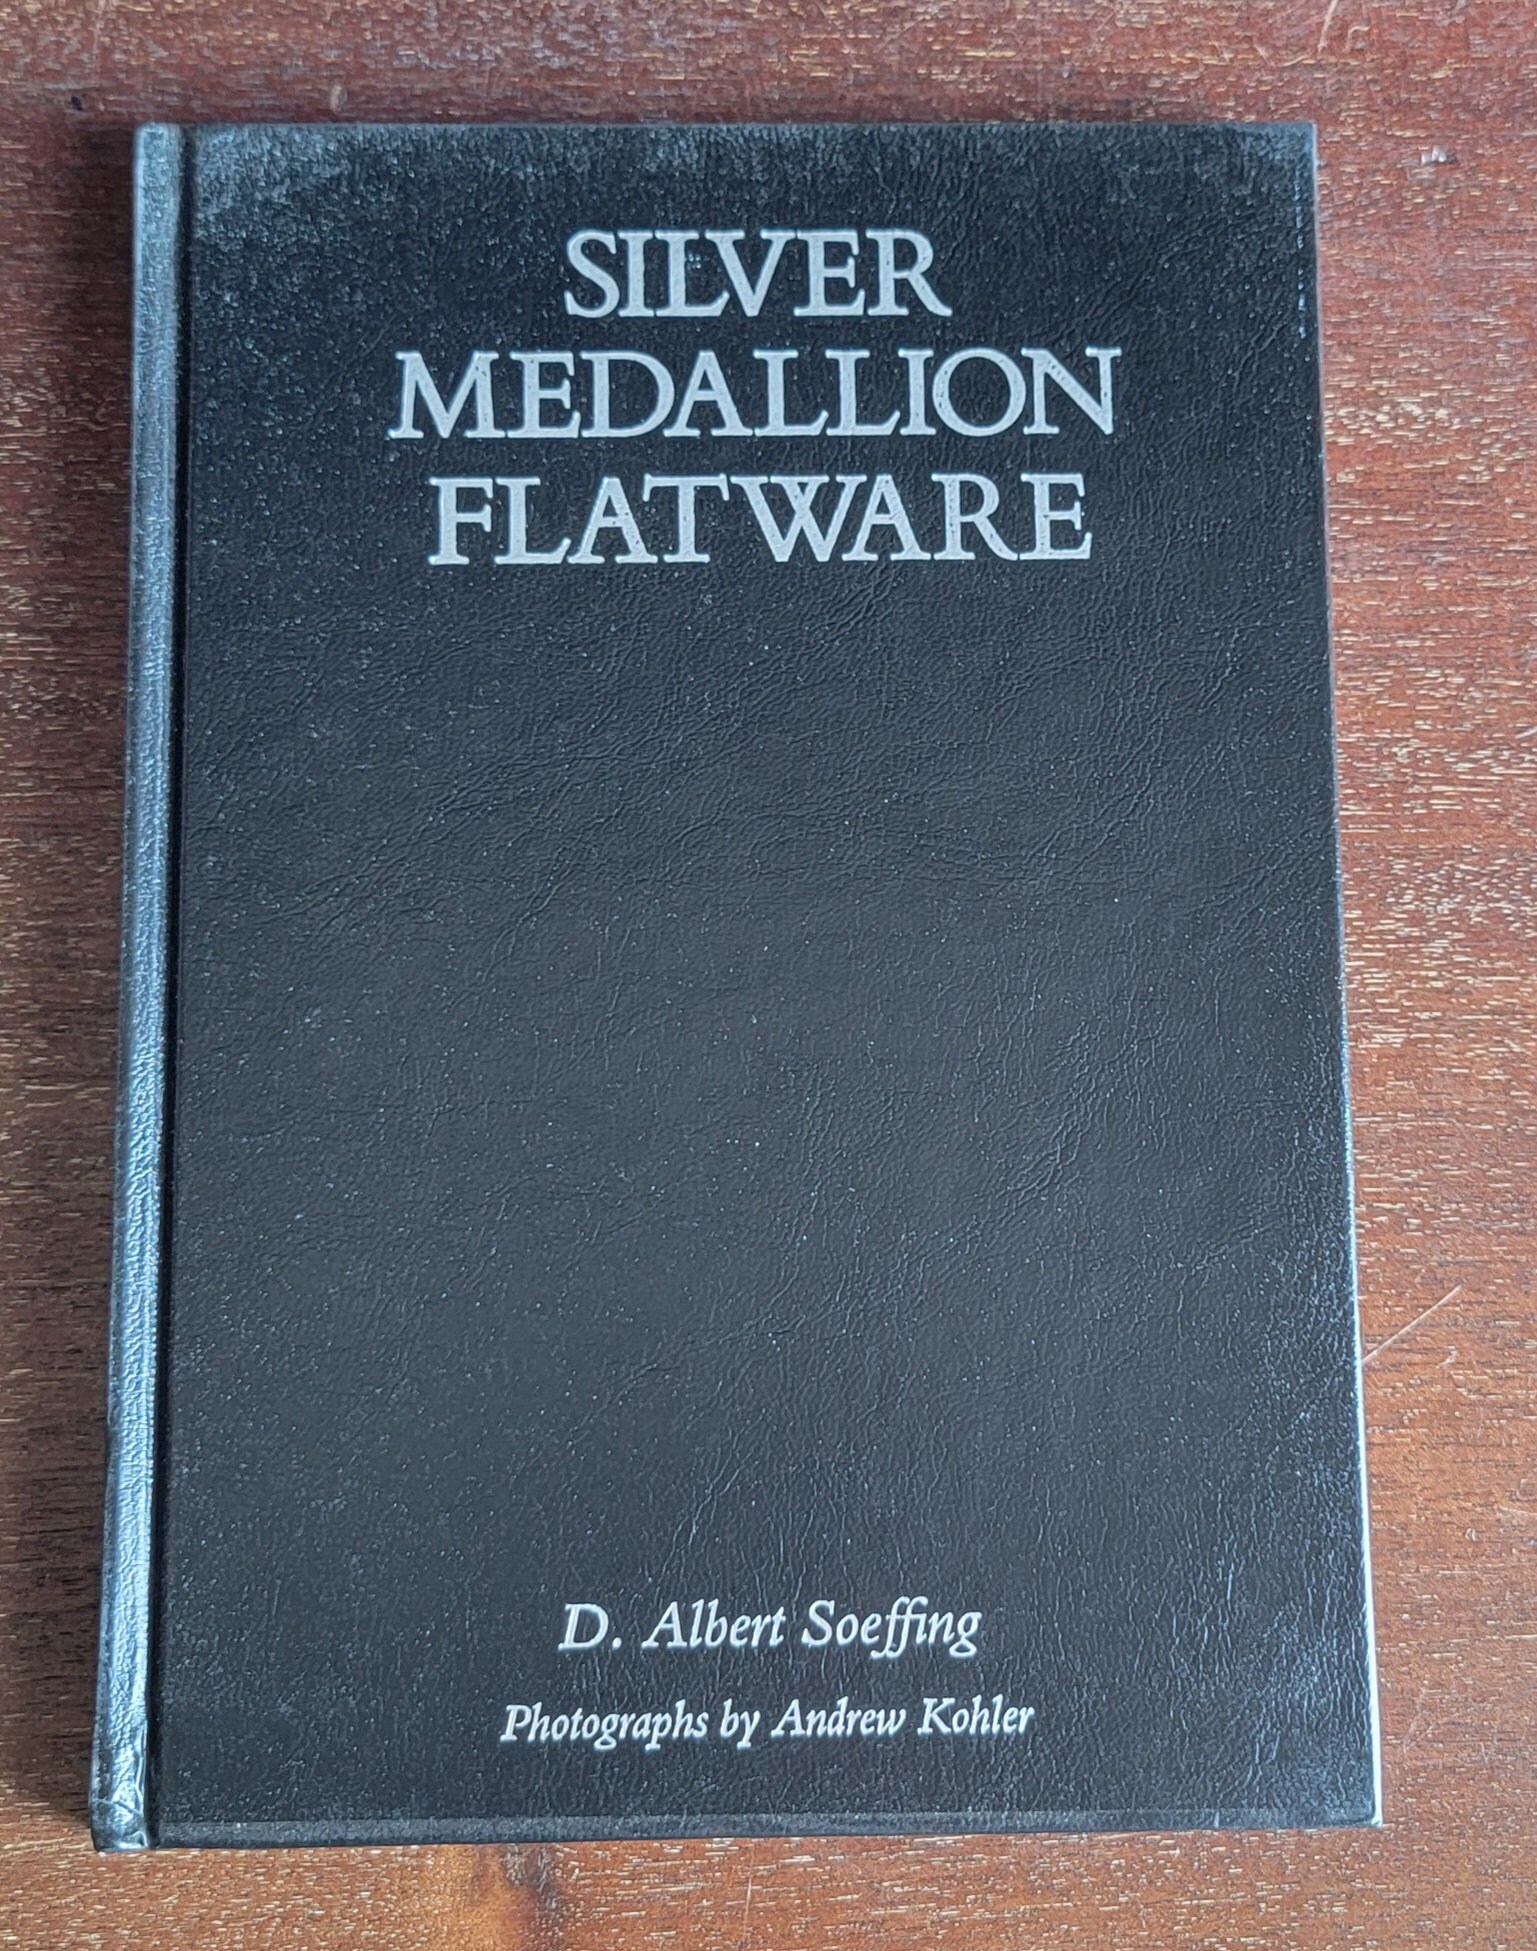 SILVER
MEDALLION
FLATWARE
D. Albert Soeffing
Photographs by Andrew Kohler